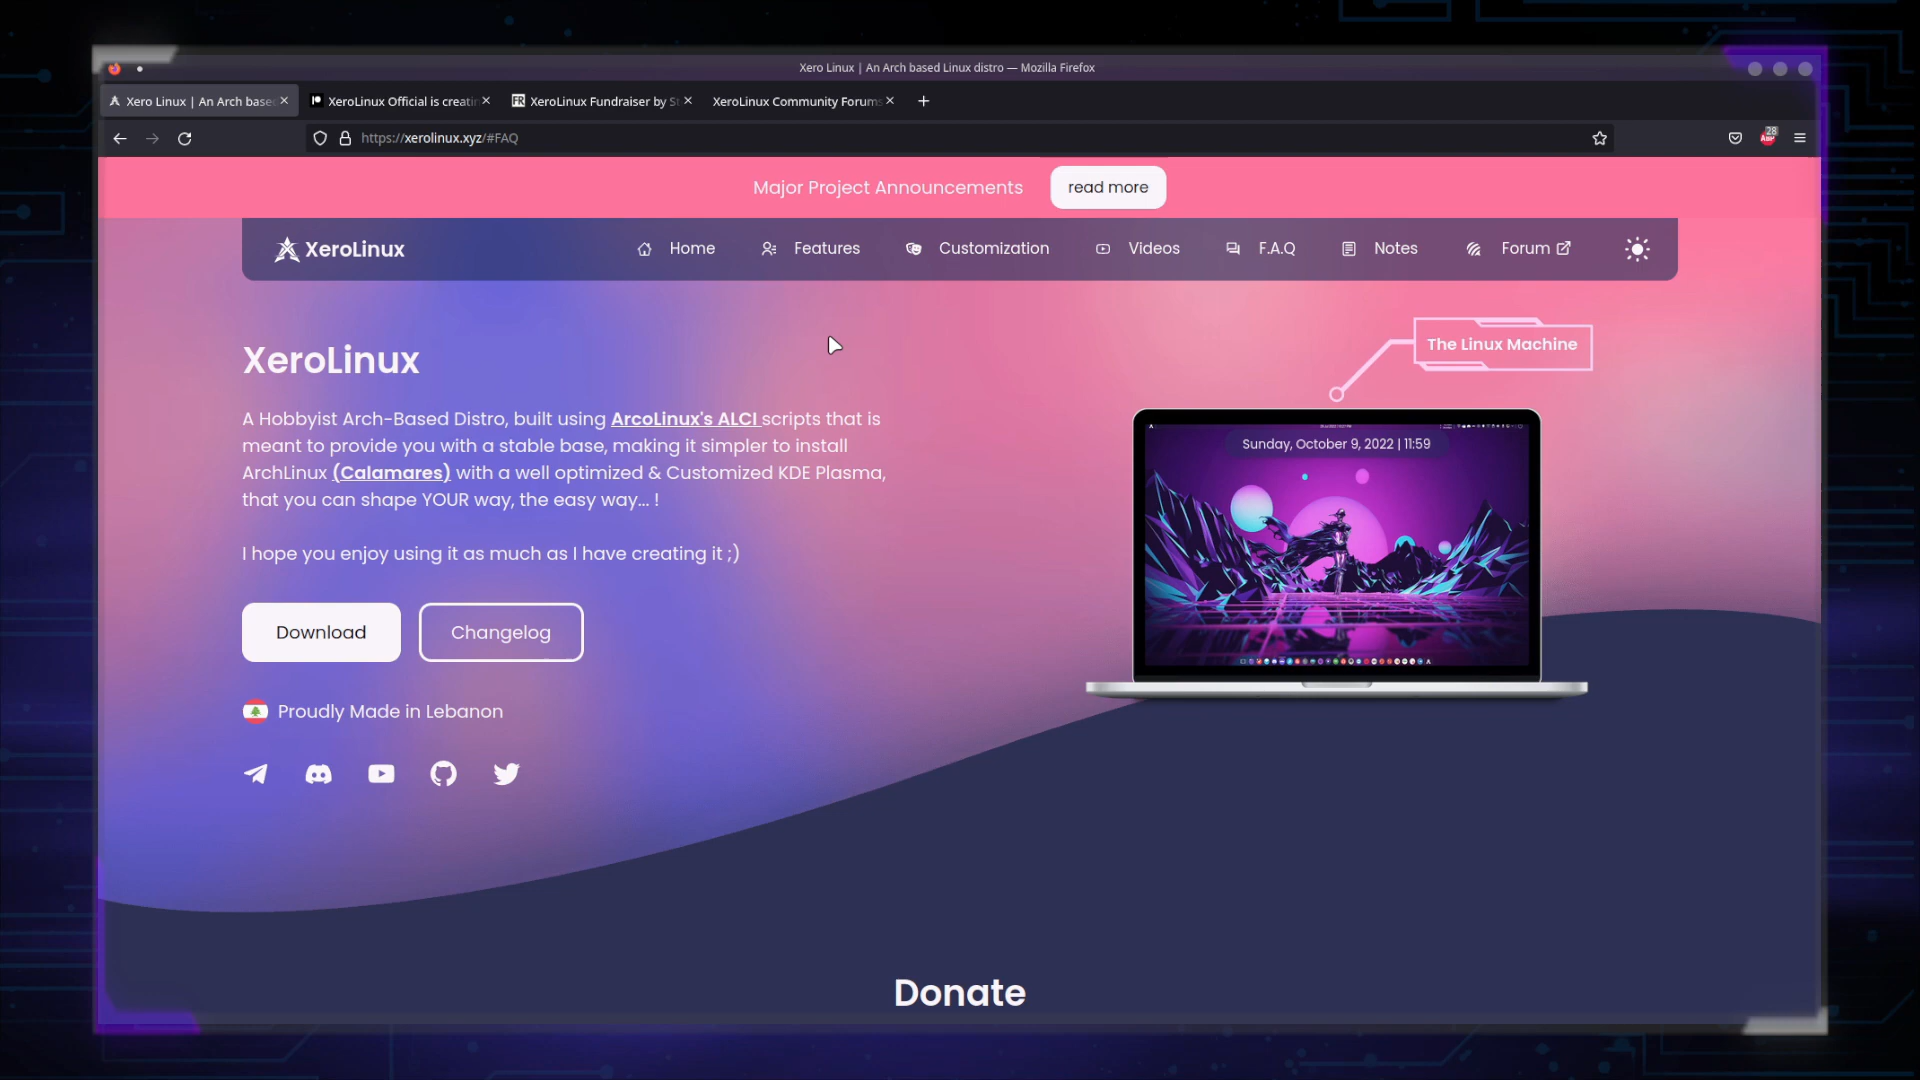 Xero Linux | An Arch based Linux distro — Mozilla Firefox
Xero Linux | An Arch base
XeroLinux Official is creatin
XeroLinux Fundraiser by St
XeroLinux Community Forums
https://xerolinux.xyz/#FAQ
28
ABP
Major Project Announcements
read more
XeroLinux
Home
Features
Customization
Videos
F.A.Q
Notes
Forum
XeroLinux
The Linux Machine
A Hobbyist Arch-Based Distro, built using ArcoLinux's ALCI scripts that is
meant to provide you with a stable base, making it simpler to install
ArchLinux (Calamares) with a well optimized & Customized KDE Plasma,
that you can shape YOUR way, the easy way... !
Sunday, October 9, 2022 | 11:59
I hope you enjoy using it as much as I have creating it ;)
Download
Changelog
Proudly Made in Lebanon
Donate